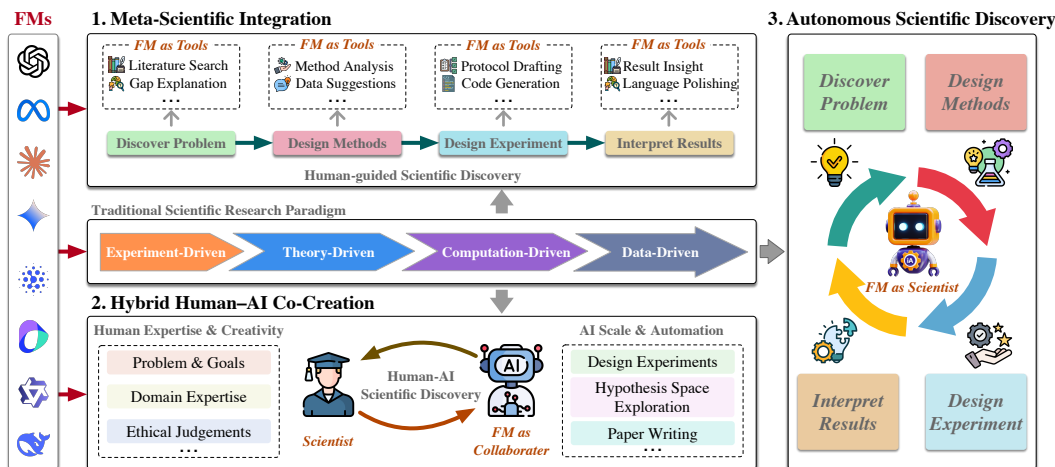 FMs
1. Meta-Scientific Integration
FM as Tools
Literature Search
Gap Explanation
...
FM as Tools
Method Analysis
Data Suggestions
...
FM as Tools
Protocol Drafting
Code Generation
...
FM as Tools
Result Insight
Language Polishing
...
Discover Problem
Design Methods
Design Experiment
Interpret Results
Human-guided Scientific Discovery
Traditional Scientific Research Paradigm
Experiment-Driven
Theory-Driven
Computation-Driven
Data-Driven
2. Hybrid Human–AI Co-Creation
Human Expertise & Creativity
Problem & Goals
Domain Expertise
Ethical Judgements
...
Scientist
Human-AI
Scientific Discovery
AI
FM as
Collaborater
AI Scale & Automation
Design Experiments
Hypothesis Space
Exploration
Paper Writing
...
3. Autonomous Scientific Discovery
Discover
Problem
Design
Methods
IA
FM as Scientist
Interpret
Results
Design
Experiment